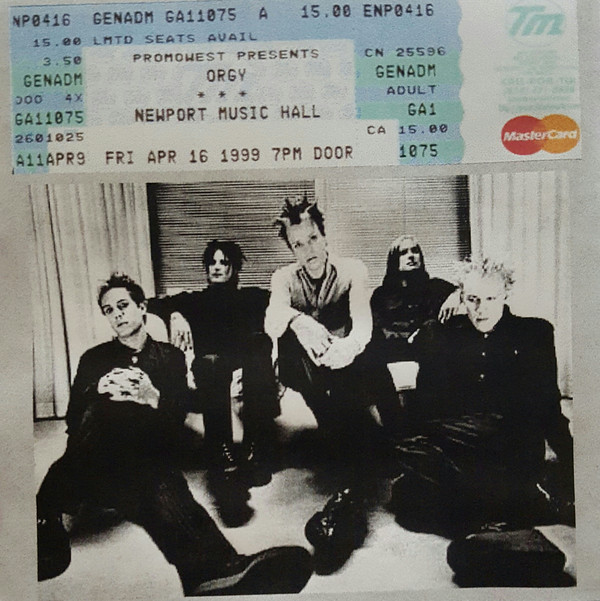 NP0416 GENADM GA11075 A 15.00 ENP0416
15.00 LMTD SEATS AVAIL
3.50 PROMOWEST PRESENTS CN 25596
GENADM ORGY GENADM
4X * * * ADULT
GA11075 NEWPORT MUSIC HALL GA1
2601025 CA 15.00
A11APR9 FRI APR 16 1999 7PM DOOR 1075
TM
MasterCard